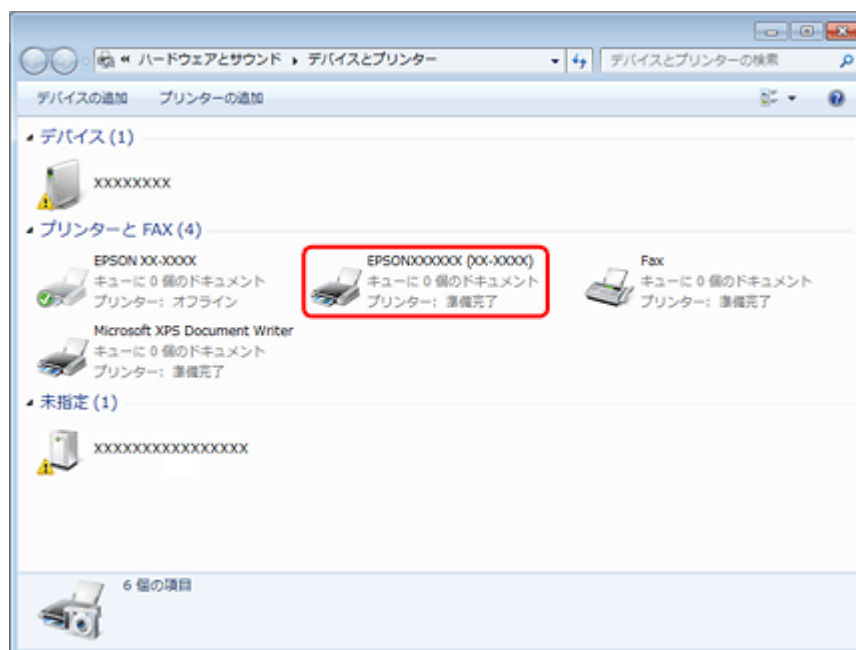 « ハードウェアとサウンド ▸ デバイスとプリンター
デバイスとプリンターの検索
デバイスの追加 プリンターの追加
デバイス (1)
XXXXXXXX
プリンターと FAX (4)
EPSON XX-XXXX
キューに 0 個のドキュメント
プリンター: オフライン
EPSONXXXXXX (XX-XXXX)
キューに 0 個のドキュメント
プリンター: 準備完了
Fax
キューに 0 個のドキュメント
プリンター: 準備完了
Microsoft XPS Document Writer
キューに 0 個のドキュメント
プリンター: 準備完了
未指定 (1)
XXXXXXXXXXXXXXXX
6 個の項目